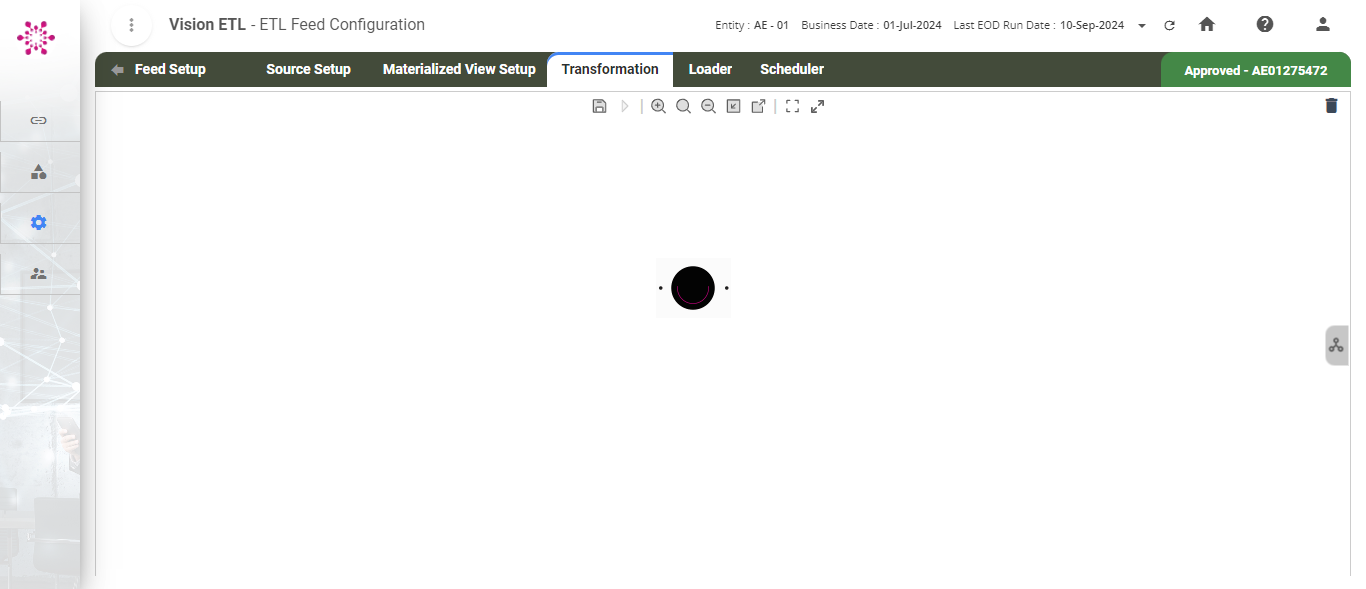 Vision ETL - ETL Feed Configuration
Entity : AE - 01 Business Date : 01-Jul-2024 Last EOD Run Date : 10-Sep-2024
Feed Setup Source Setup Materialized View Setup Transformation Loader Scheduler Approved - AE01275472